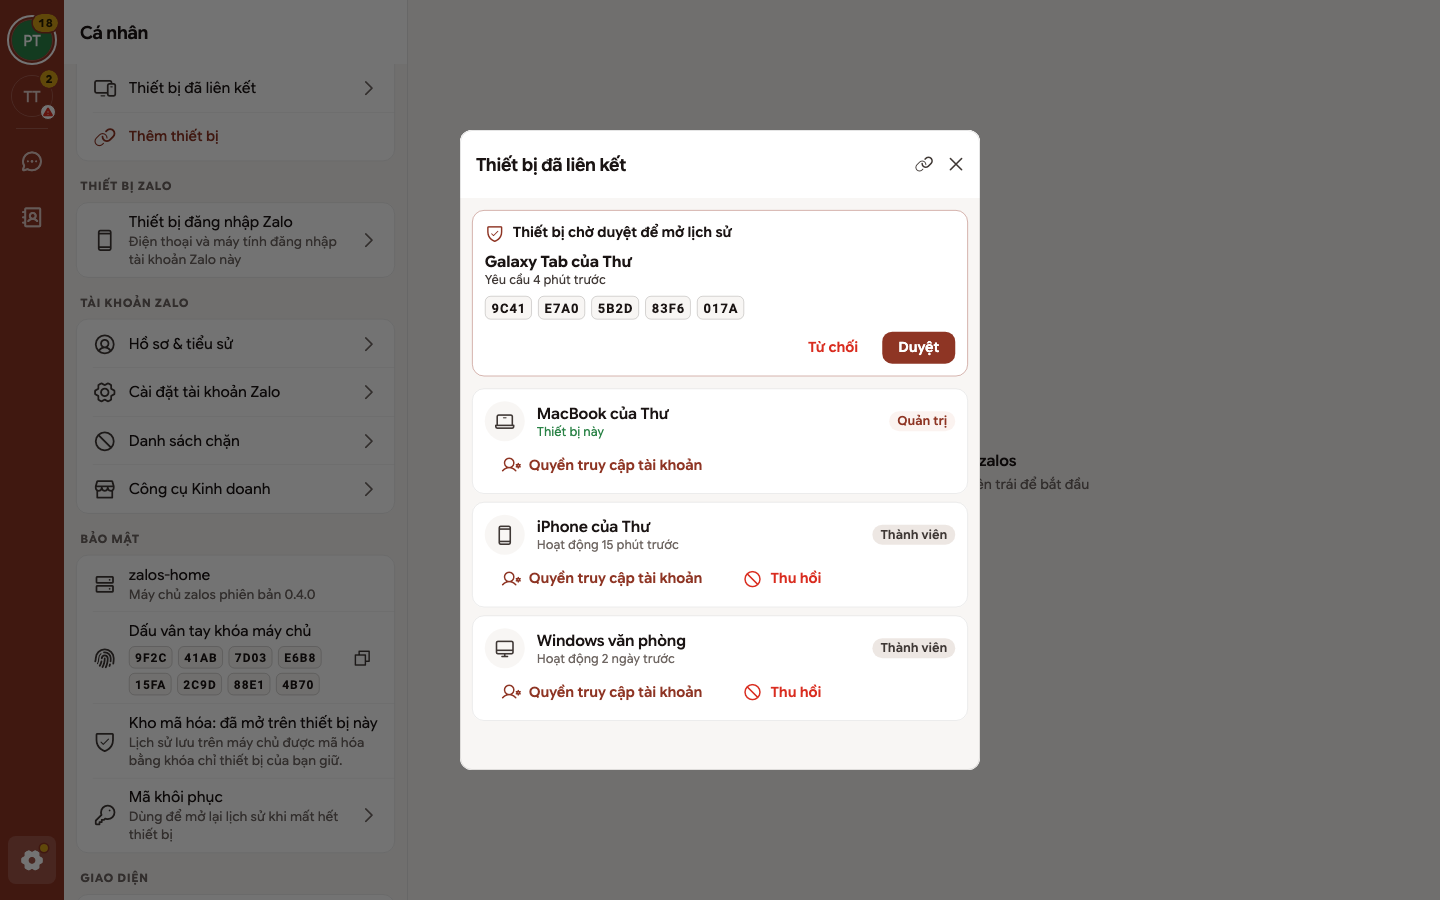 18
PT
2
TT
Cá nhân
Thiết bị đã liên kết
Thêm thiết bị
THIẾT BỊ ZALO
Thiết bị đăng nhập Zalo
Điện thoại và máy tính đăng nhập
tài khoản Zalo này
TÀI KHOẢN ZALO
Hồ sơ & tiểu sử
Cài đặt tài khoản Zalo
Danh sách chặn
Công cụ Kinh doanh
BẢO MẬT
zalos-home
Máy chủ zalos phiên bản 0.4.0
Dấu vân tay khóa máy chủ
9F2C 41AB 7D03 E6B8
15FA 2C9D 88E1 4B70
Kho mã hóa: đã mở trên thiết bị này
Lịch sử lưu trên máy chủ được mã hóa
bằng khóa chỉ thiết bị của bạn giữ.
Mã khôi phục
Dùng để mở lại lịch sử khi mất hết
thiết bị
GIAO DIỆN
Thiết bị đã liên kết
Thiết bị chờ duyệt để mở lịch sử
Galaxy Tab của Thư
Yêu cầu 4 phút trước
9C41 E7A0 5B2D 83F6 017A
Từ chối
Duyệt
MacBook của Thư
Thiết bị này
Quản trị
Quyền truy cập tài khoản
iPhone của Thư
Hoạt động 15 phút trước
Thành viên
Quyền truy cập tài khoản
Thu hồi
Windows văn phòng
Hoạt động 2 ngày trước
Thành viên
Quyền truy cập tài khoản
Thu hồi
zalos
ên trái để bắt đầu